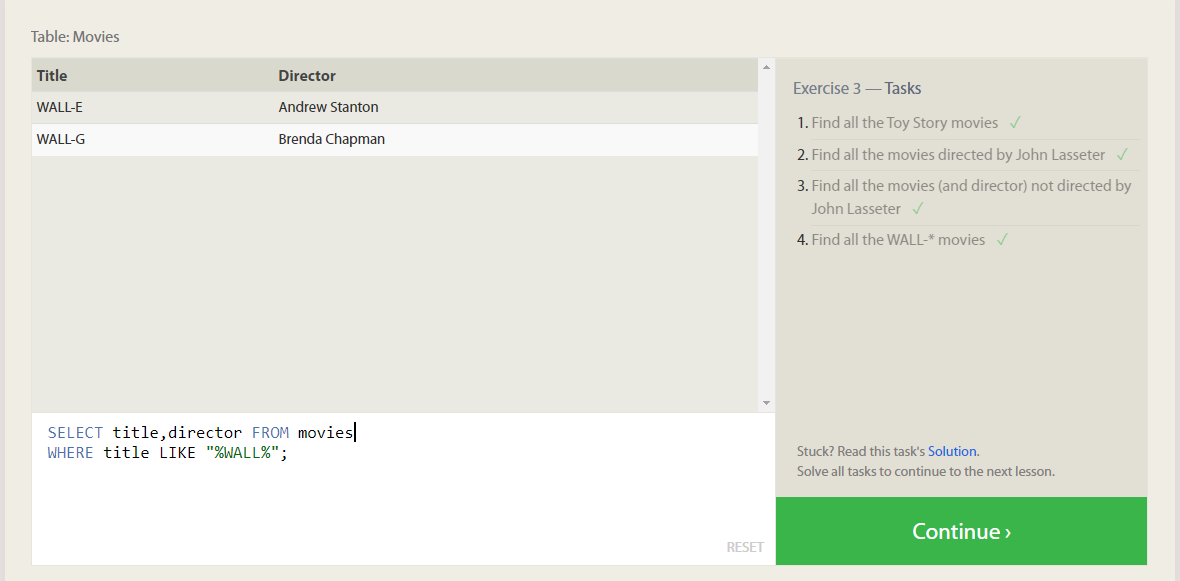 Table: Movies
Title Director
WALL-E Andrew Stanton
WALL-G Brenda Chapman
SELECT title,director FROM movies
WHERE title LIKE "%WALL%";
RESET
Exercise 3 — Tasks
1. Find all the Toy Story movies ✓
2. Find all the movies directed by John Lasseter ✓
3. Find all the movies (and director) not directed by
John Lasseter ✓
4. Find all the WALL-* movies ✓
Stuck? Read this task's Solution.
Solve all tasks to continue to the next lesson.
Continue ›